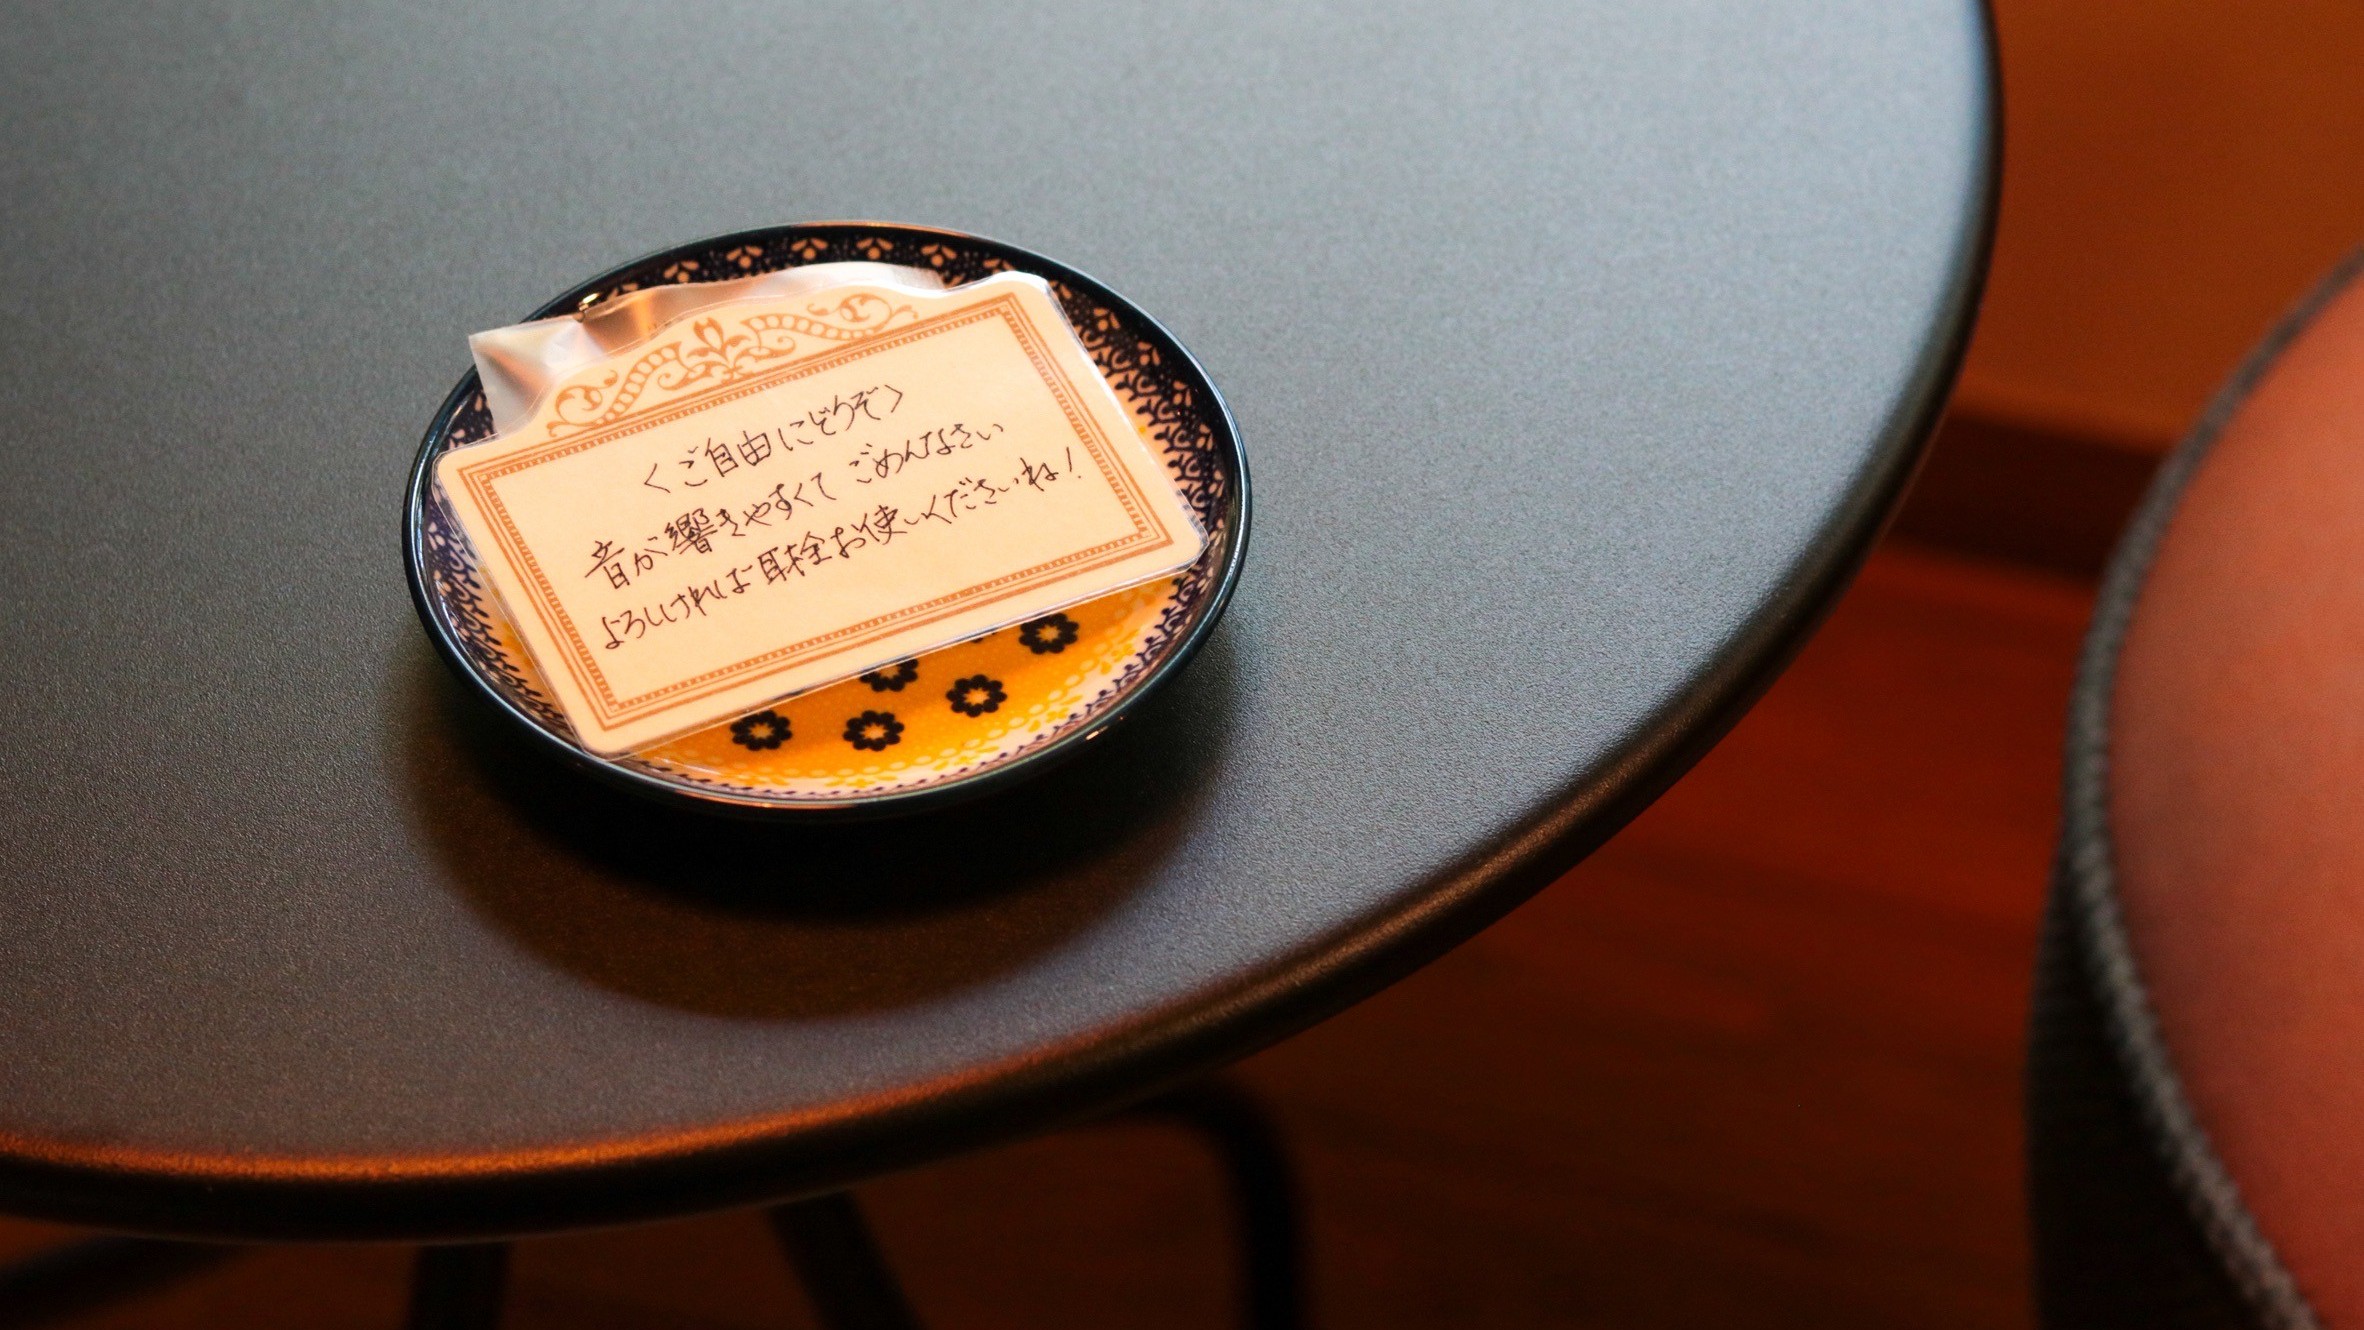 〈ご自由にどうぞ〉
音が響きやすくて ごめんなさい
よろしければ 耳栓お使いくださいね!